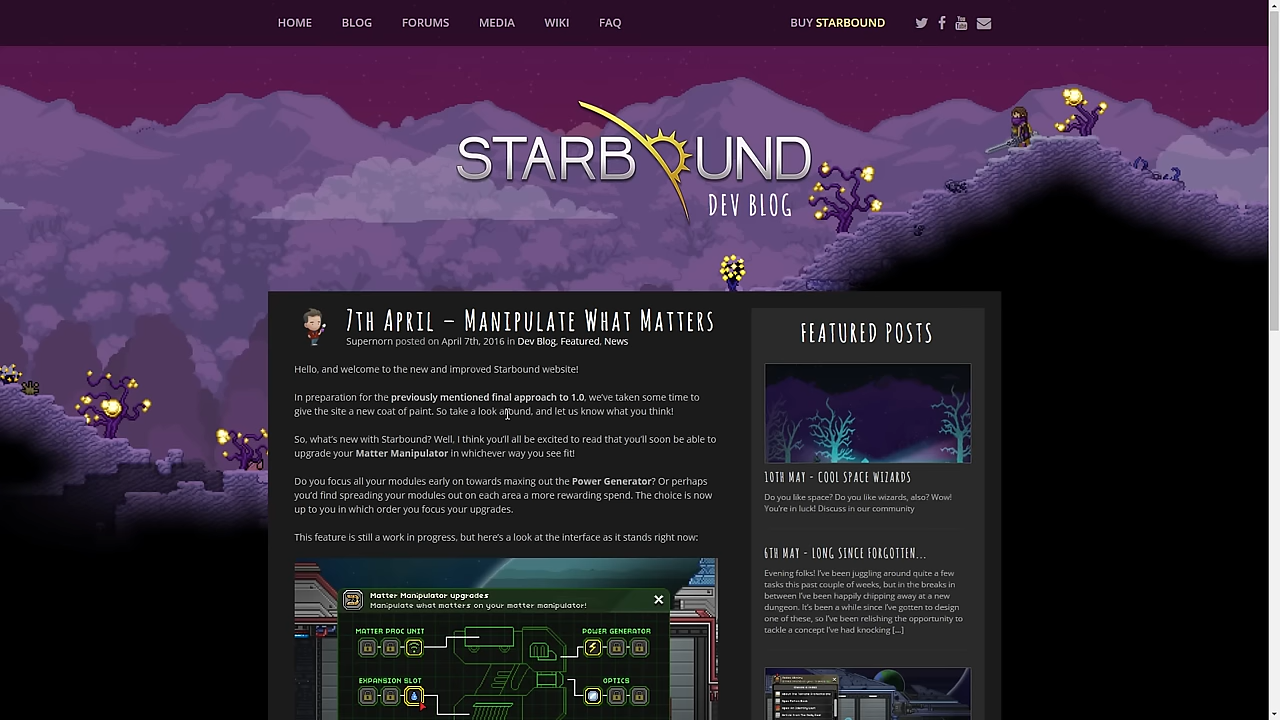 HOME BLOG FORUMS MEDIA WIKI FAQ BUY STARBOUND
STARBOUND
DEV BLOG
7th April – Manipulate What Matters
Supernorn posted on April 7th, 2016 in Dev Blog, Featured, News
Hello, and welcome to the new and improved Starbound website!
In preparation for the previously mentioned final approach to 1.0, we’ve taken some time to
give the site a new coat of paint. So take a look around, and let us know what you think!
So, what’s new with Starbound? Well, I think you’ll all be excited to read that you’ll soon be able to
upgrade your Matter Manipulator in whichever way you see fit!
Do you focus all your modules early on towards maxing out the Power Generator? Or perhaps
you’d find spreading your modules out on each area a more rewarding spend. The choice is now
up to you in which order you focus your upgrades.
This feature is still a work in progress, but here’s a look at the interface as it stands right now:
Matter Manipulator upgrades
Manipulate what matters on your matter manipulator!
MATTER PROC UNIT
POWER GENERATOR
EXPANSION SLOT
OPTICS
FEATURED POSTS
10TH MAY – COOL SPACE WIZARDS
Do you like space? Do you like wizards, also? Wow!
You’re in luck! Discuss in our community
6TH MAY – LONG SINCE FORGOTTEN…
Evening folks! I’ve been juggling around quite a few
tasks this past couple of weeks, but in the breaks in
between I’ve been happily chipping away at a new
dungeon. It’s been a while since I’ve gotten to design
one of these, so I’ve been relishing the opportunity to
tackle a concept I’ve had knocking [...]